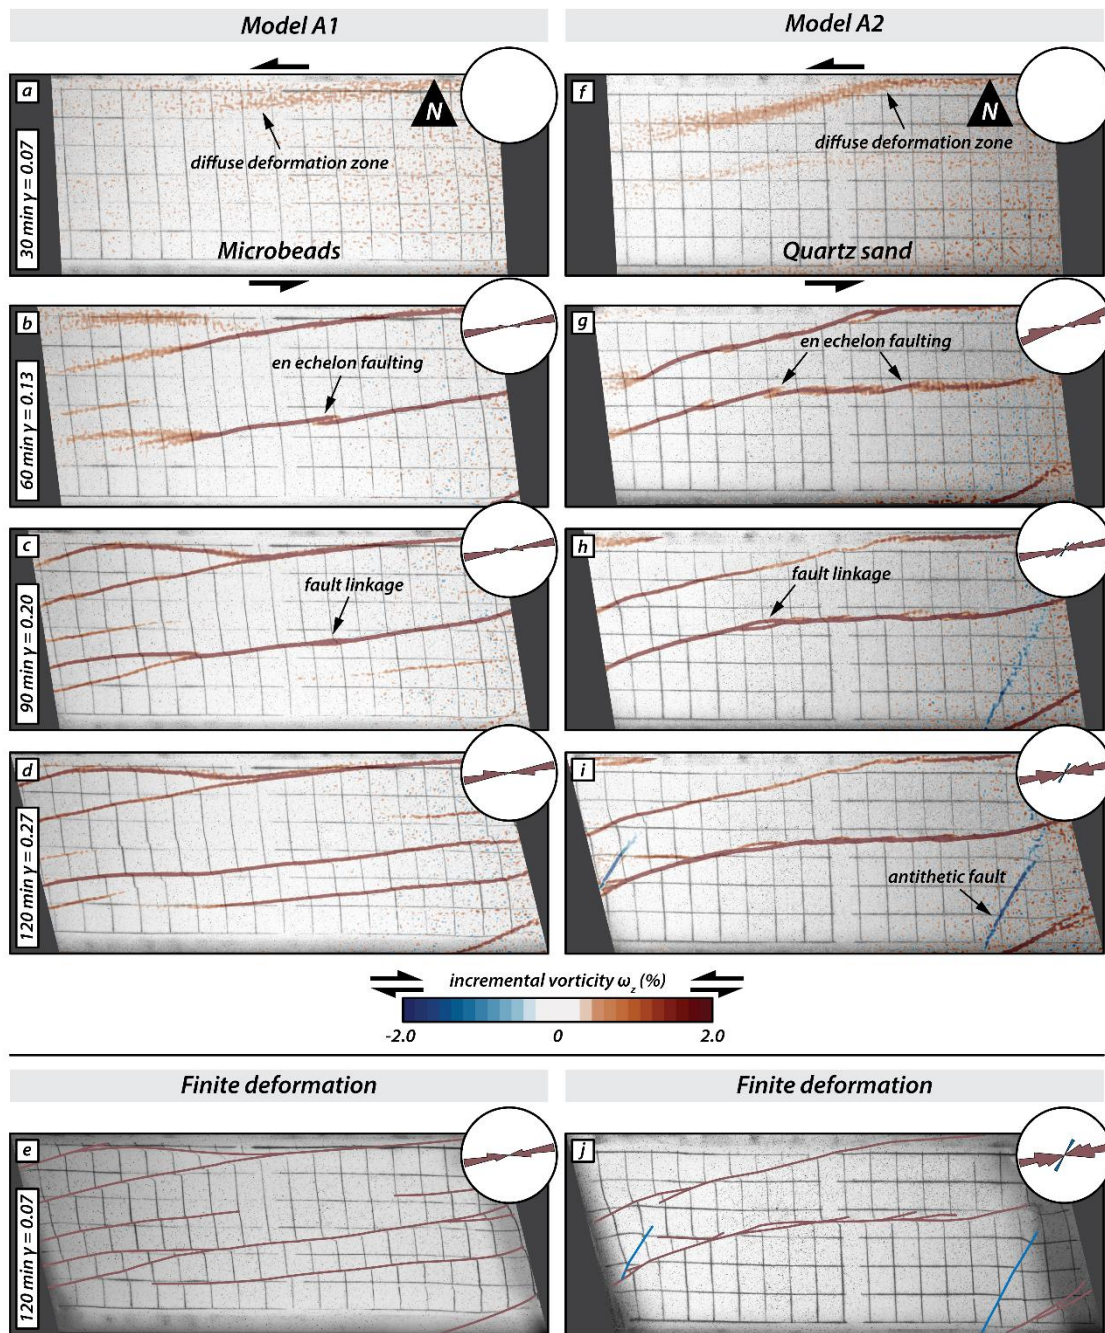 Model A1
Model A2
a
N
diffuse deformation zone
Microbeads
30 min γ = 0.07
f
N
diffuse deformation zone
Quartz sand
b
en echelon faulting
60 min γ = 0.13
g
en echelon faulting
c
fault linkage
90 min γ = 0.20
h
fault linkage
d
120 min γ = 0.27
i
antithetic fault
incremental vorticity ωz (%)
-2.0 0 2.0
Finite deformation
Finite deformation
e
120 min γ = 0.07
j